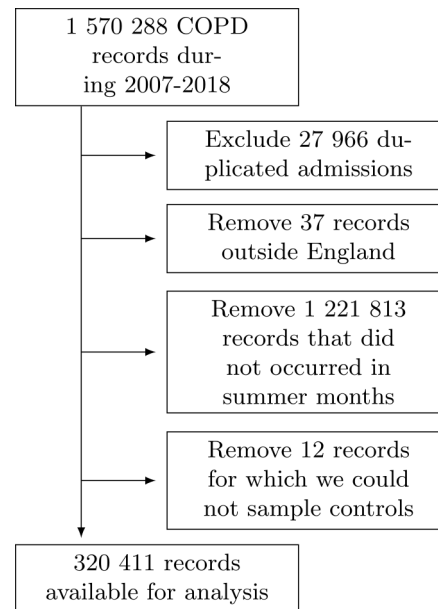 1 570 288 COPD
records dur-
ing 2007-2018
Exclude 27 966 du-
plicated admissions
Remove 37 records
outside England
Remove 1 221 813
records that did
not occurred in
summer months
Remove 12 records
for which we could
not sample controls
320 411 records
available for analysis